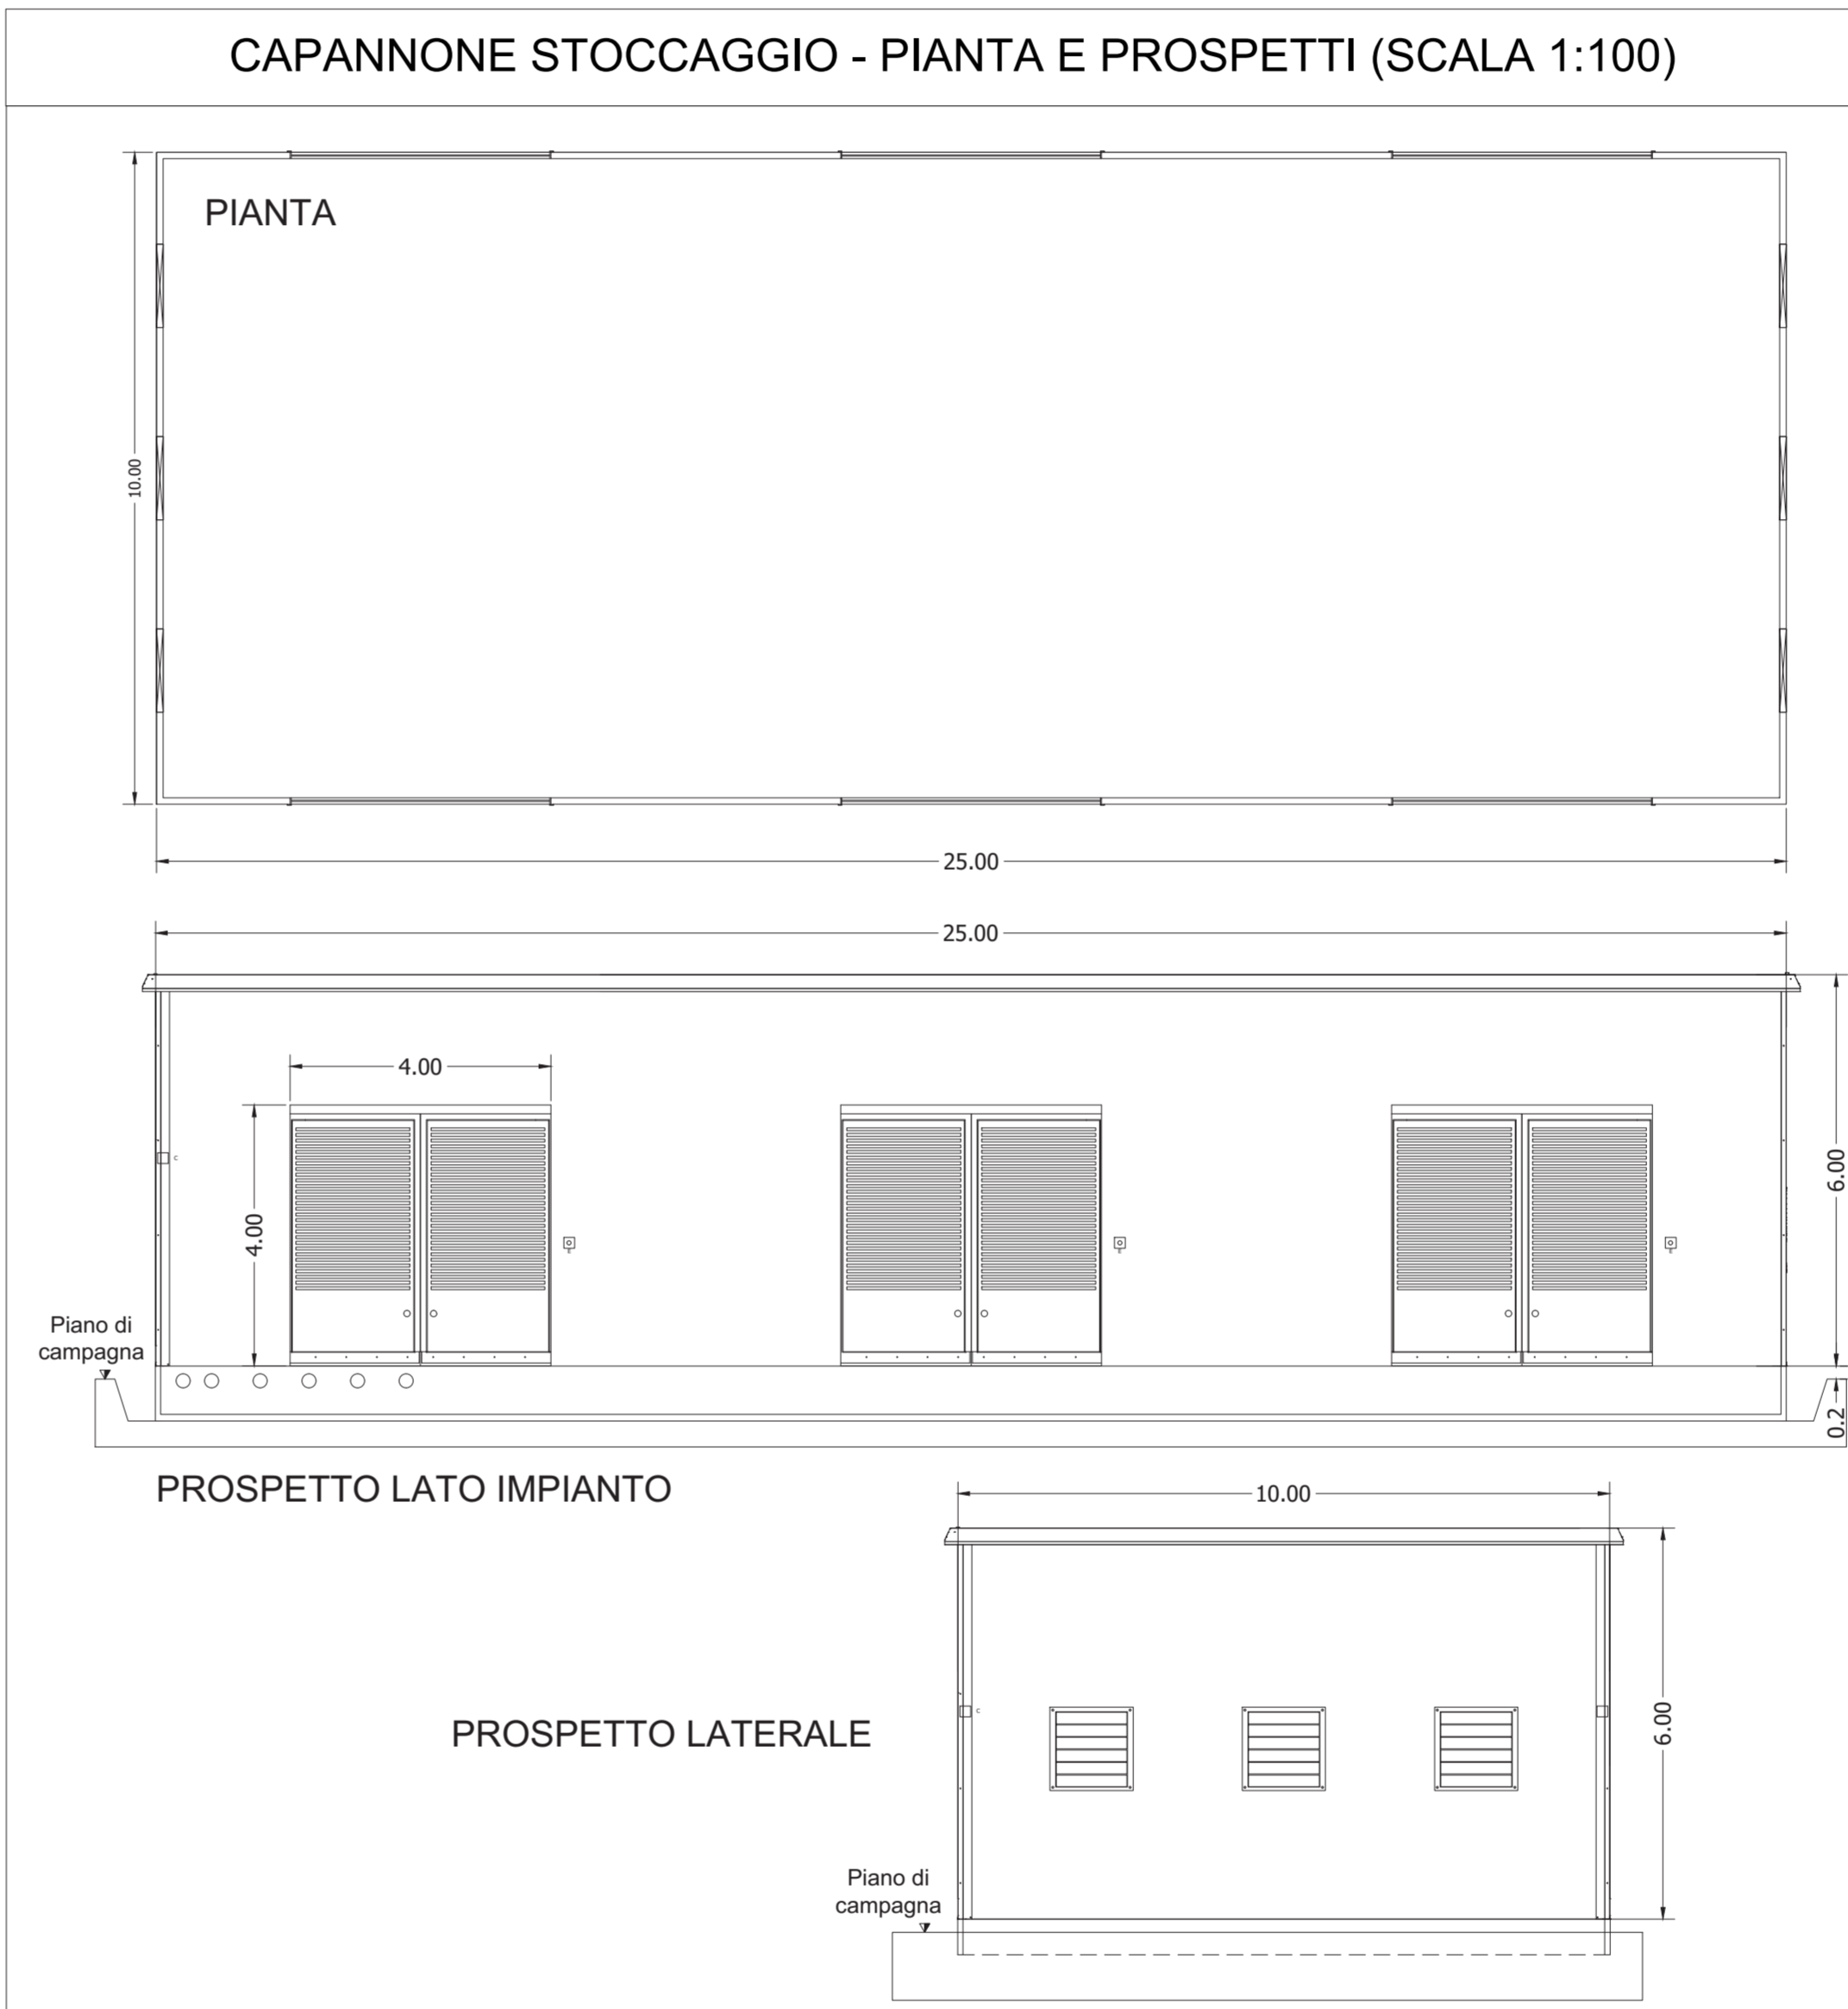 CAPANNONE STOCCAGGIO - PIANTA E PROSPETTI (SCALA 1:100)
PIANTA
10.00
25.00
25.00
4.00
4.00
6.00
C
E
E
E
Piano di
campagna
0.2
PROSPETTO LATO IMPIANTO
10.00
C
6.00
PROSPETTO LATERALE
Piano di
campagna